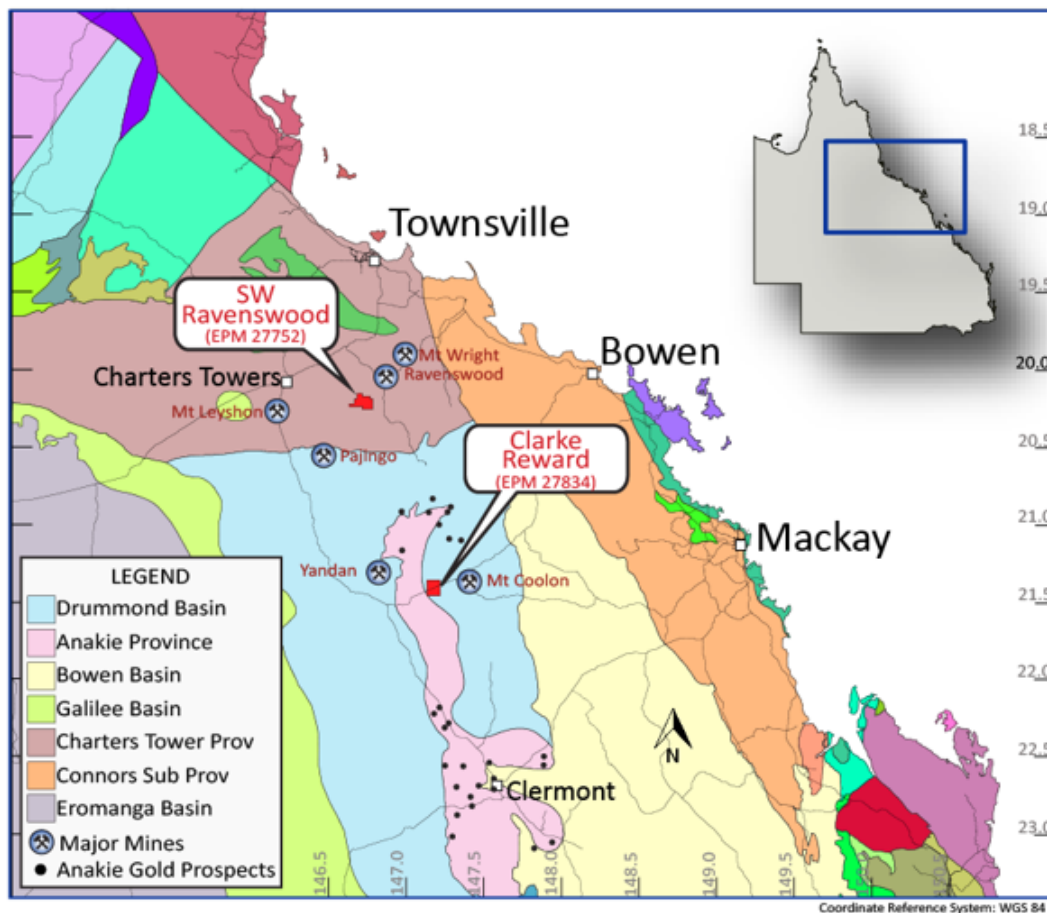 18.5
19.0
Townsville
19.5
SW
Ravenswood
(EPM 27752)
Mt Wright
Bowen
20.0
Ravenswood
Charters Towers
Mt Leyshon
Clarke
Reward
(EPM 27834)
20.5
Pajingo
21.0
Mackay
Yandan
Mt Coolon
21.5
LEGEND
Drummond Basin
Anakie Province
Bowen Basin
22.0
Galilee Basin
Charters Tower Prov
N
22.5
Connors Sub Prov
Clermont
Eromanga Basin
23.0
Major Mines
Anakie Gold Prospects
146.5
147.0
147.5
148.0
148.5
149.0
149.5
Coordinate Reference System: WGS 84